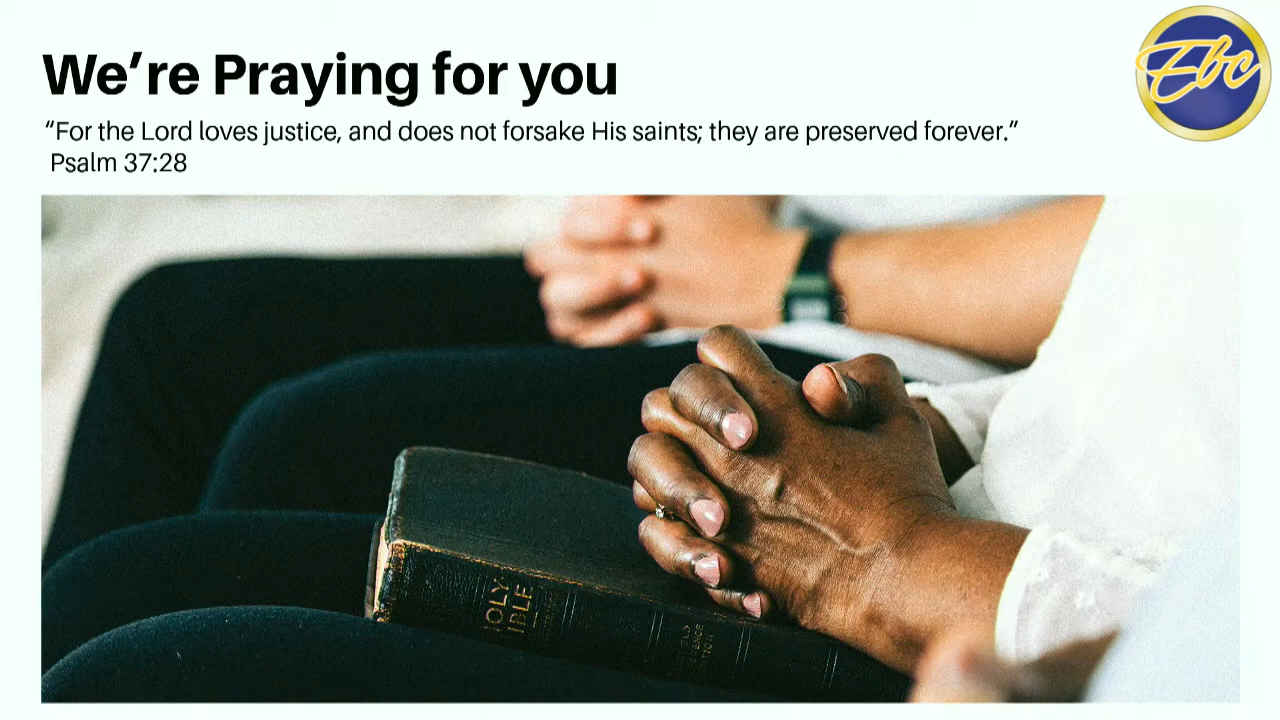 We’re Praying for you
“For the Lord loves justice, and does not forsake His saints; they are preserved forever.”
Psalm 37:28
Ebc
HOLY
BIBLE